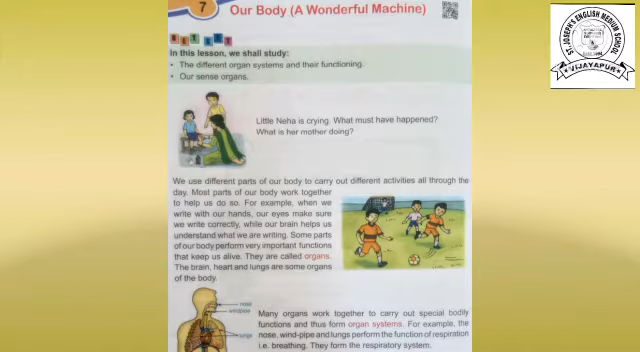 7
Our Body (A Wonderful Machine)
In this lesson, we shall study:
• The different organ systems and their functioning.
• Our sense organs.
Little Neha is crying. What must have happened?
What is her mother doing?
We use different parts of our body to carry out different activities all through the
day. Most parts of our body work together
to help us do so. For example, when we
write with our hands, our eyes make sure
we write correctly, while our brain helps us
understand what we are writing. Some parts
of our body perform very important functions
that keep us alive. They are called organs.
The brain, heart and lungs are some organs
of the body.
nose
windpipe
lungs
Many organs work together to carry out special bodily
functions and thus form organ systems. For example, the
nose, wind-pipe and lungs perform the function of respiration
i.e. breathing. They form the respiratory system.
ST. JOSEPH'S ENGLISH MEDIUM SCHOOL
VIJAYAPUR